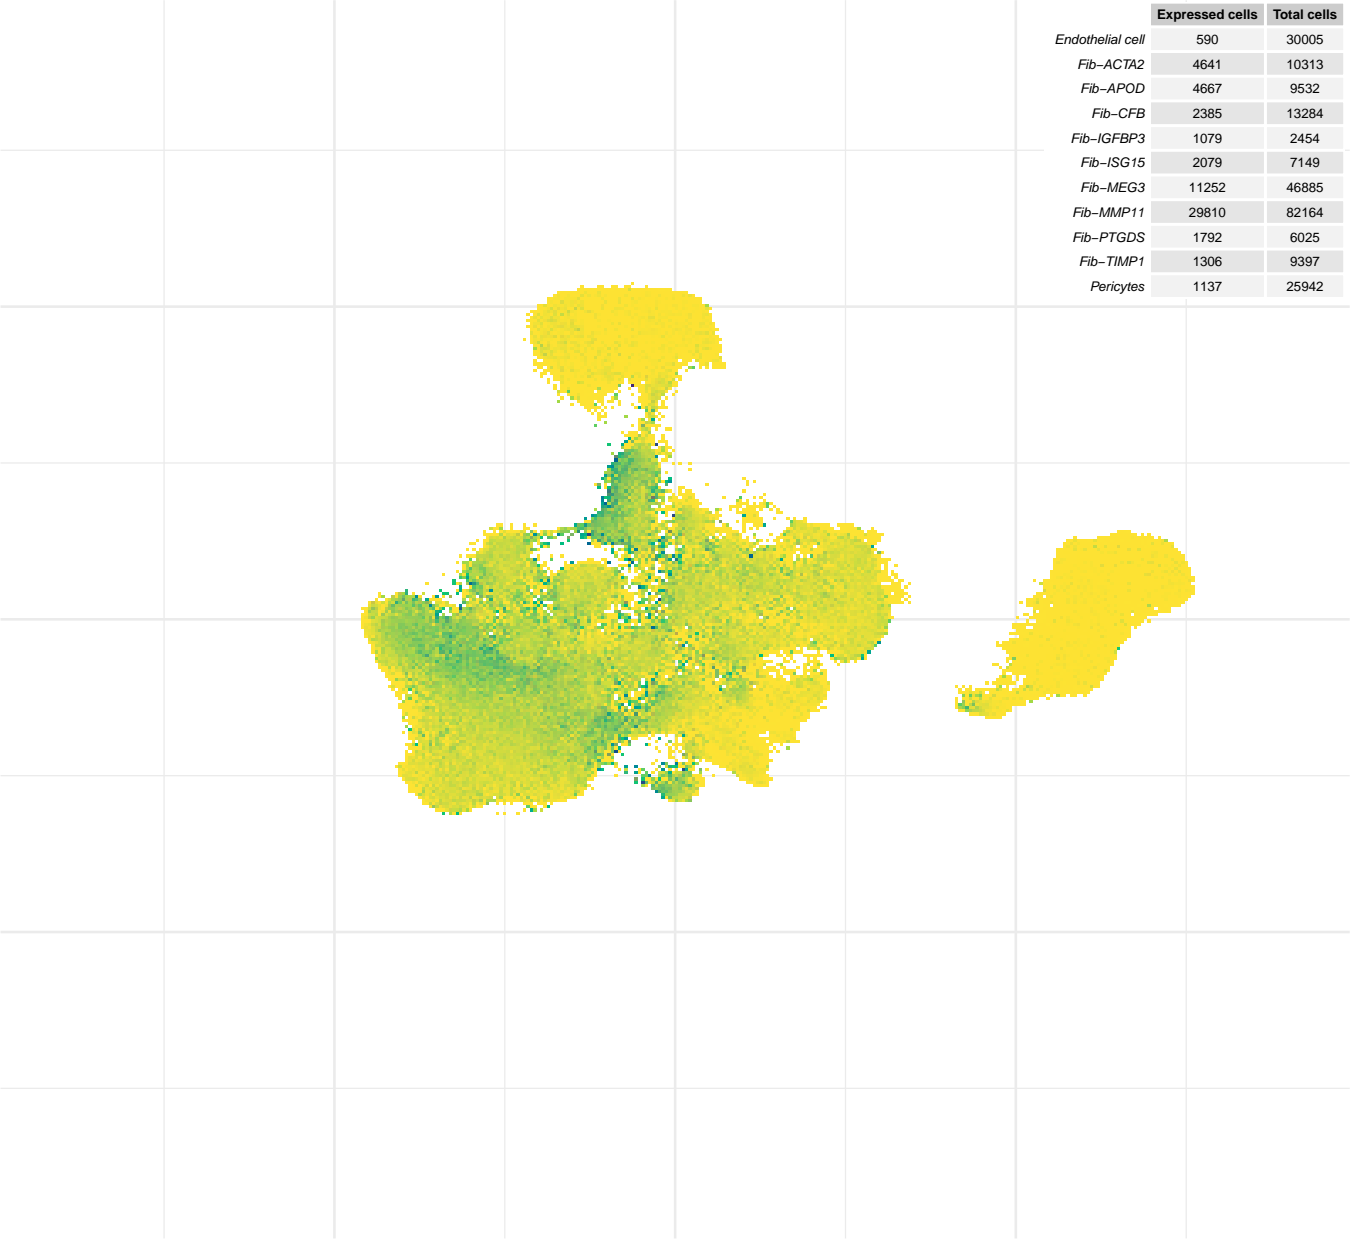 Expressed cells Total cells
Endothelial cell 590 30005
Fib−ACTA2 4641 10313
Fib−APOD 4667 9532
Fib−CFB 2385 13284
Fib−IGFBP3 1079 2454
Fib−ISG15 2079 7149
Fib−MEG3 11252 46885
Fib−MMP11 29810 82164
Fib−PTGDS 1792 6025
Fib−TIMP1 1306 9397
Pericytes 1137 25942